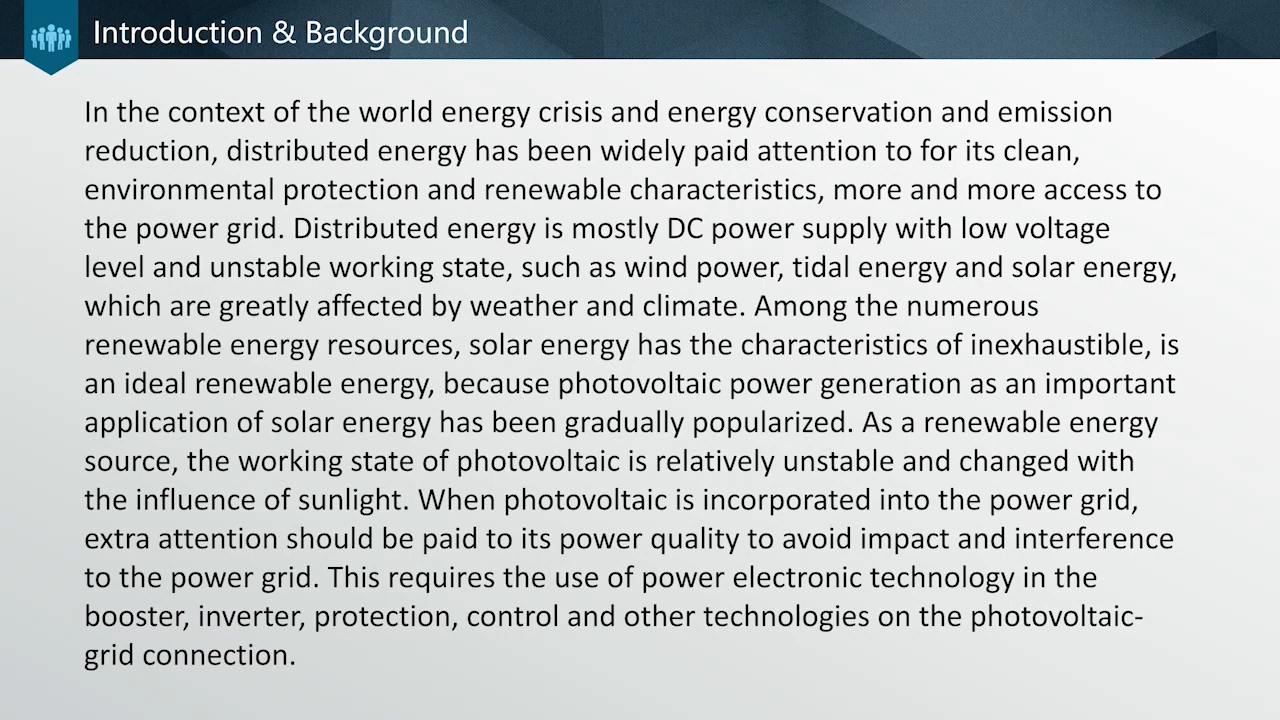 Introduction & Background
In the context of the world energy crisis and energy conservation and emission
reduction, distributed energy has been widely paid attention to for its clean,
environmental protection and renewable characteristics, more and more access to
the power grid. Distributed energy is mostly DC power supply with low voltage
level and unstable working state, such as wind power, tidal energy and solar energy,
which are greatly affected by weather and climate. Among the numerous
renewable energy resources, solar energy has the characteristics of inexhaustible, is
an ideal renewable energy, because photovoltaic power generation as an important
application of solar energy has been gradually popularized. As a renewable energy
source, the working state of photovoltaic is relatively unstable and changed with
the influence of sunlight. When photovoltaic is incorporated into the power grid,
extra attention should be paid to its power quality to avoid impact and interference
to the power grid. This requires the use of power electronic technology in the
booster, inverter, protection, control and other technologies on the photovoltaic-
grid connection.